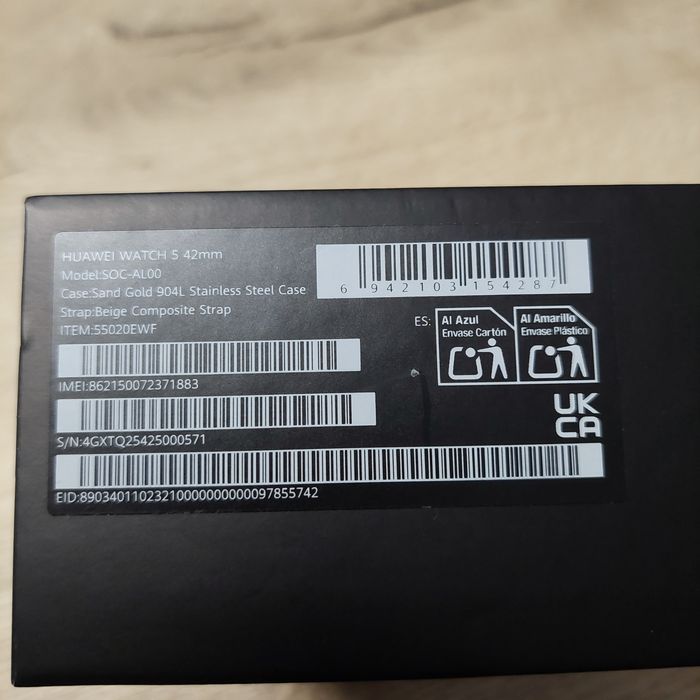 HUAWEI WATCH 5 42mm
Model:SOC-AL00
Case:Sand Gold 904L Stainless Steel Case
Strap:Beige Composite Strap
ITEM:55020EWF
6 942103 154287
ES:
Al Azul
Envase Cartón
Al Amarillo
Envase Plástico
IMEI:862150072371883
S/N:4GXTQ25425000571
UK
CA
EID:89034011023210000000000097855742